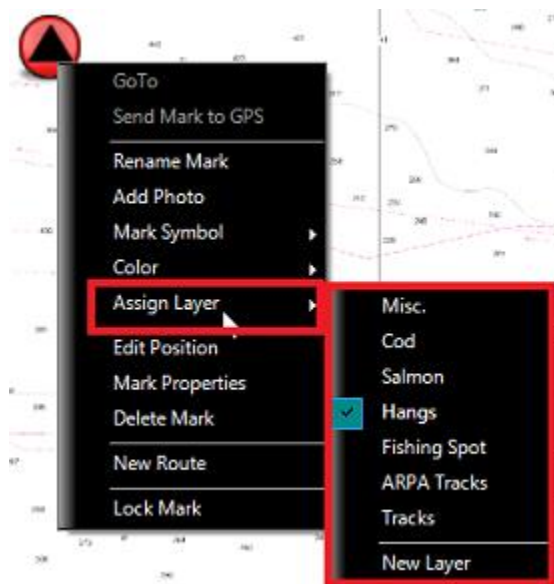 GoTo
Send Mark to GPS
Rename Mark
Add Photo
Mark Symbol
Color
Assign Layer
Edit Position
Mark Properties
Delete Mark
New Route
Lock Mark
Misc.
Cod
Salmon
Hangs
Fishing Spot
ARPA Tracks
Tracks
New Layer